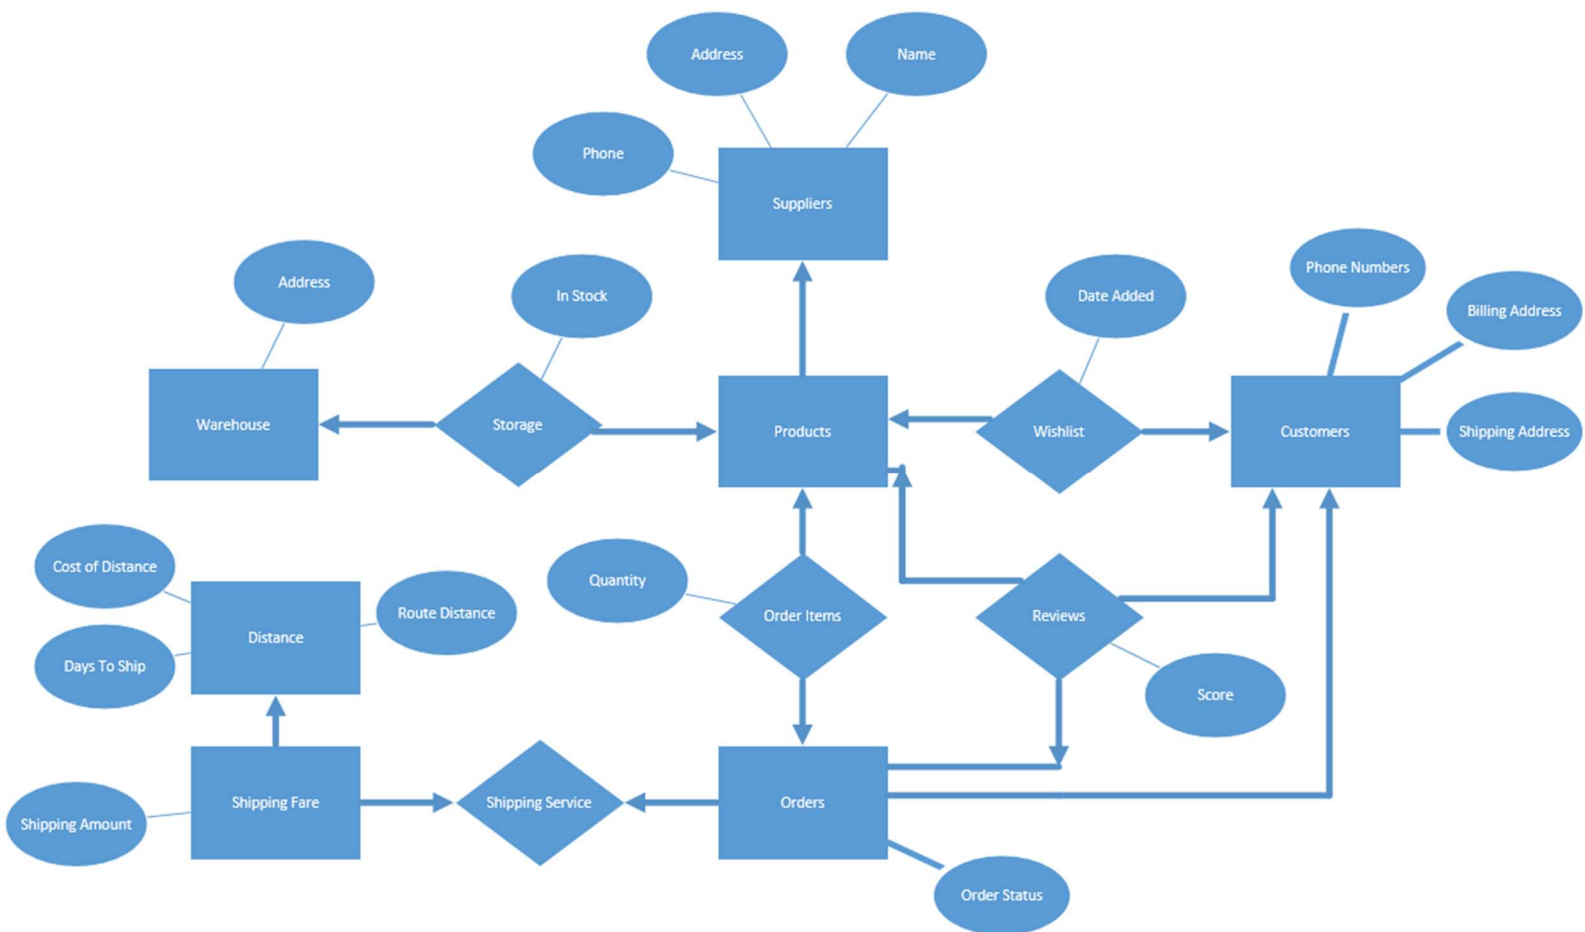 Address
Name
Phone
Suppliers
Phone Numbers
Address
In Stock
Date Added
Billing Address
Warehouse
Storage
Products
Wishlist
Customers
Shipping Address
Cost of Distance
Quantity
Route Distance
Order Items
Reviews
Distance
Days To Ship
Score
Shipping Fare
Shipping Service
Orders
Shipping Amount
Order Status